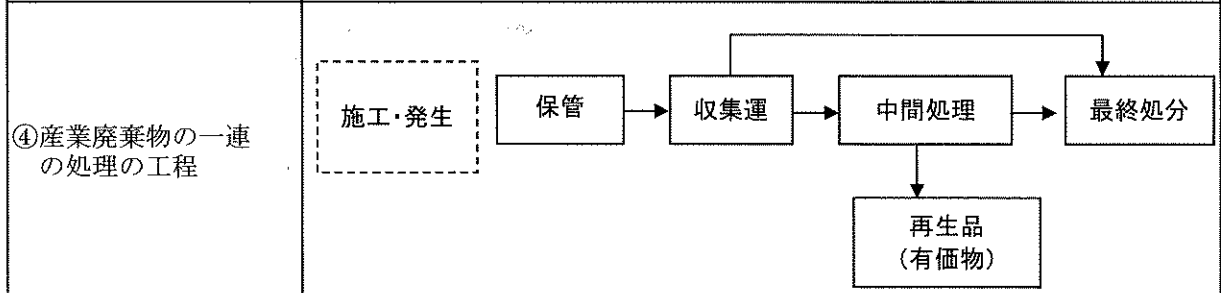 ④産業廃棄物の一連
の処理の工程
施工・発生
保管
収集運
中間処理
最終処分
再生品
(有価物)